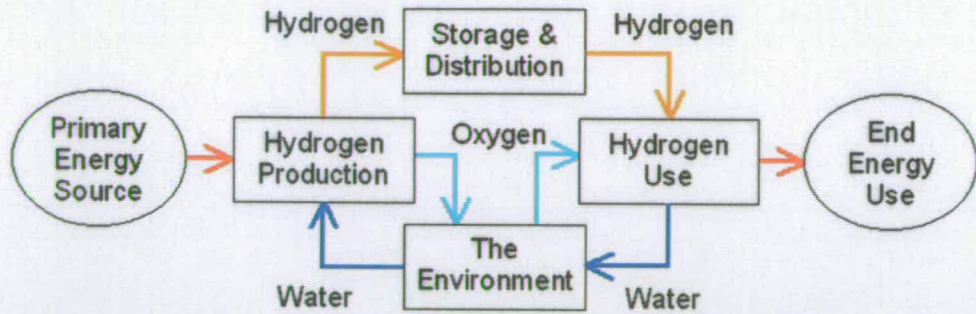 Hydrogen
Storage &
Distribution
Hydrogen
Primary
Energy
Source
Hydrogen
Production
Oxygen
Hydrogen
Use
End
Energy
Use
The
Environment
Water
Water